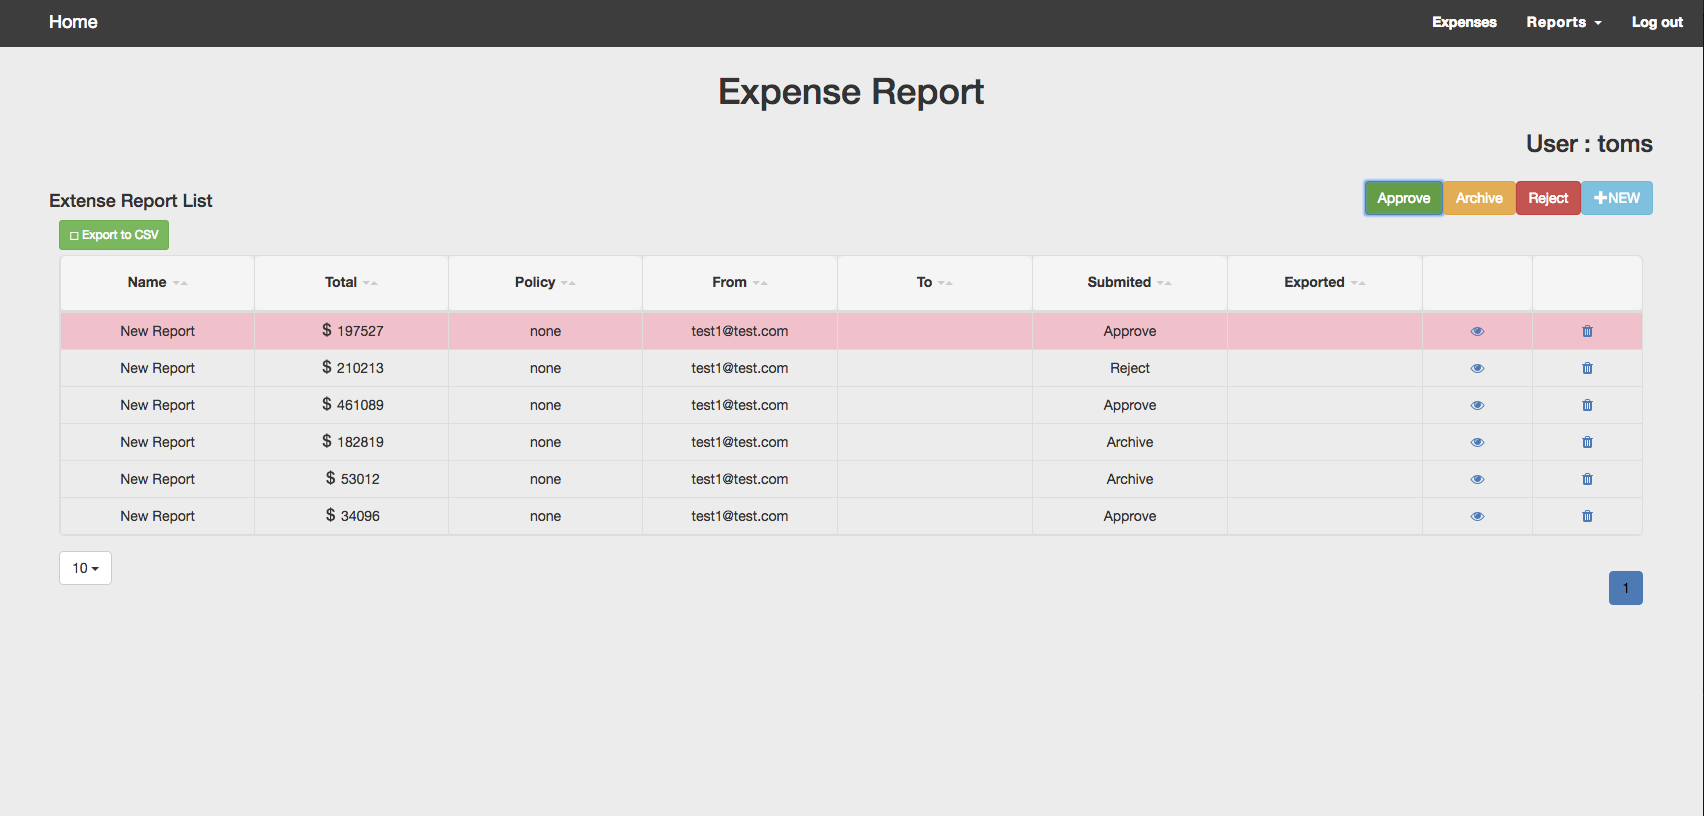 Home Expenses Reports Log out
Expense Report
User : toms
Extense Report List
Approve Archive Reject +NEW
Export to CSV
Name Total Policy From To Submited Exported
New Report $ 197527 none test1@test.com Approve
New Report $ 210213 none test1@test.com Reject
New Report $ 461089 none test1@test.com Approve
New Report $ 182819 none test1@test.com Archive
New Report $ 53012 none test1@test.com Archive
New Report $ 34096 none test1@test.com Approve
10
1